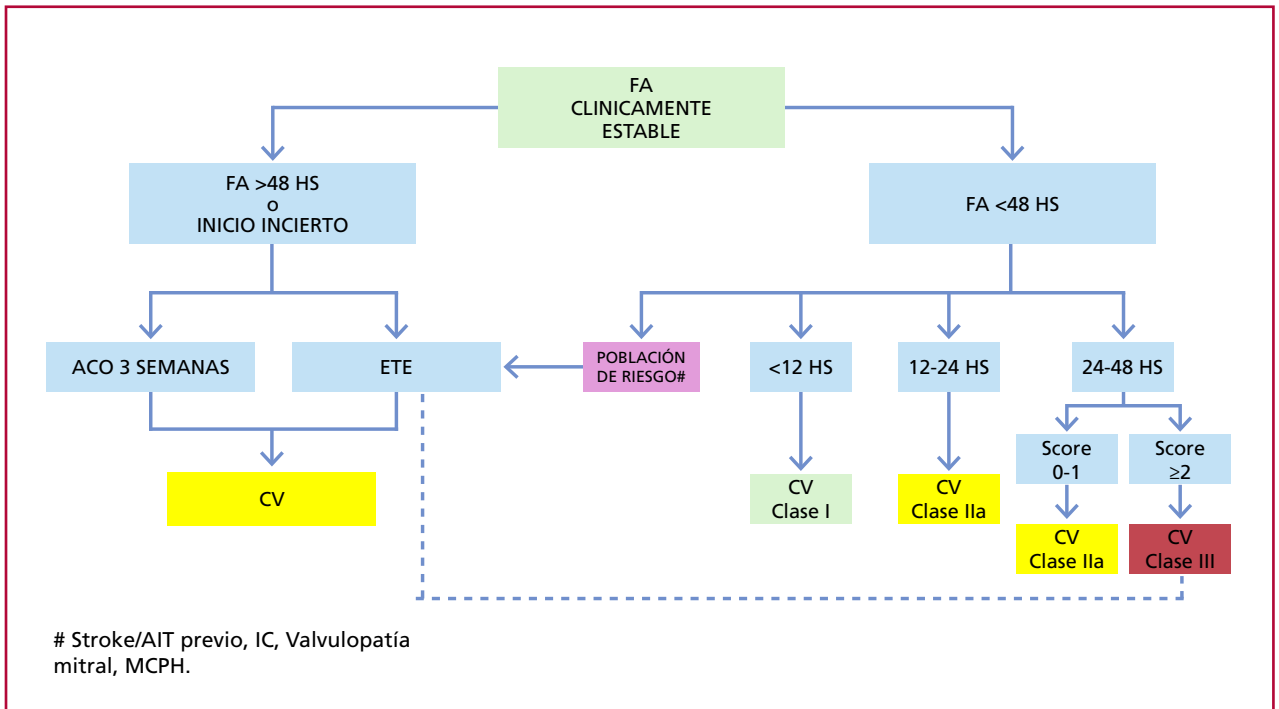 FA
CLINICAMENTE
ESTABLE
FA >48 HS
o
INICIO INCIERTO
FA <48 HS
ACO 3 SEMANAS
ETE
POBLACIÓN
DE RIESGO#
<12 HS
12-24 HS
24-48 HS
Score
0-1
Score
≥2
CV
CV
Clase I
CV
Clase IIa
CV
Clase IIa
CV
Clase III
# Stroke/AIT previo, IC, Valvulopatía
mitral, MCPH.